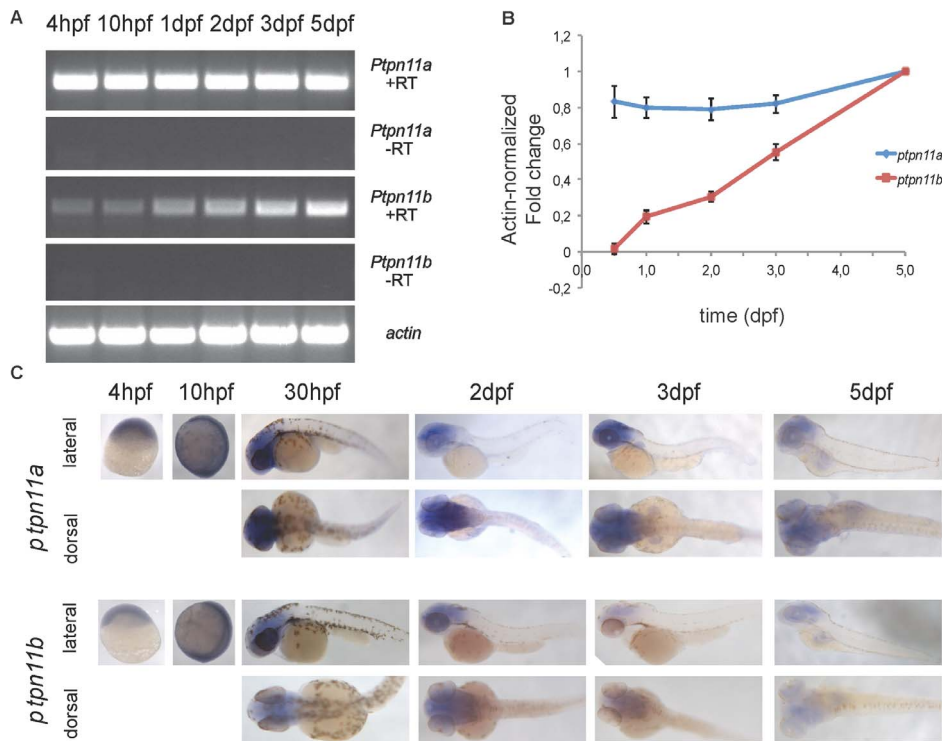 A
4hpf 10hpf 1dpf 2dpf 3dpf 5dpf
Ptpn11a
+RT
Ptpn11a
-RT
Ptpn11b
+RT
Ptpn11b
-RT
actin
B
Actin-normalized
Fold change
1,2
1
0,8
0,6
0,4
0,2
0
-0,2
0,0 1,0 2,0 3,0 4,0 5,0
time (dpf)
ptpn11a
ptpn11b
C
4hpf 10hpf 30hpf 2dpf 3dpf 5dpf
ptpn11a
lateral
dorsal
ptpn11b
lateral
dorsal